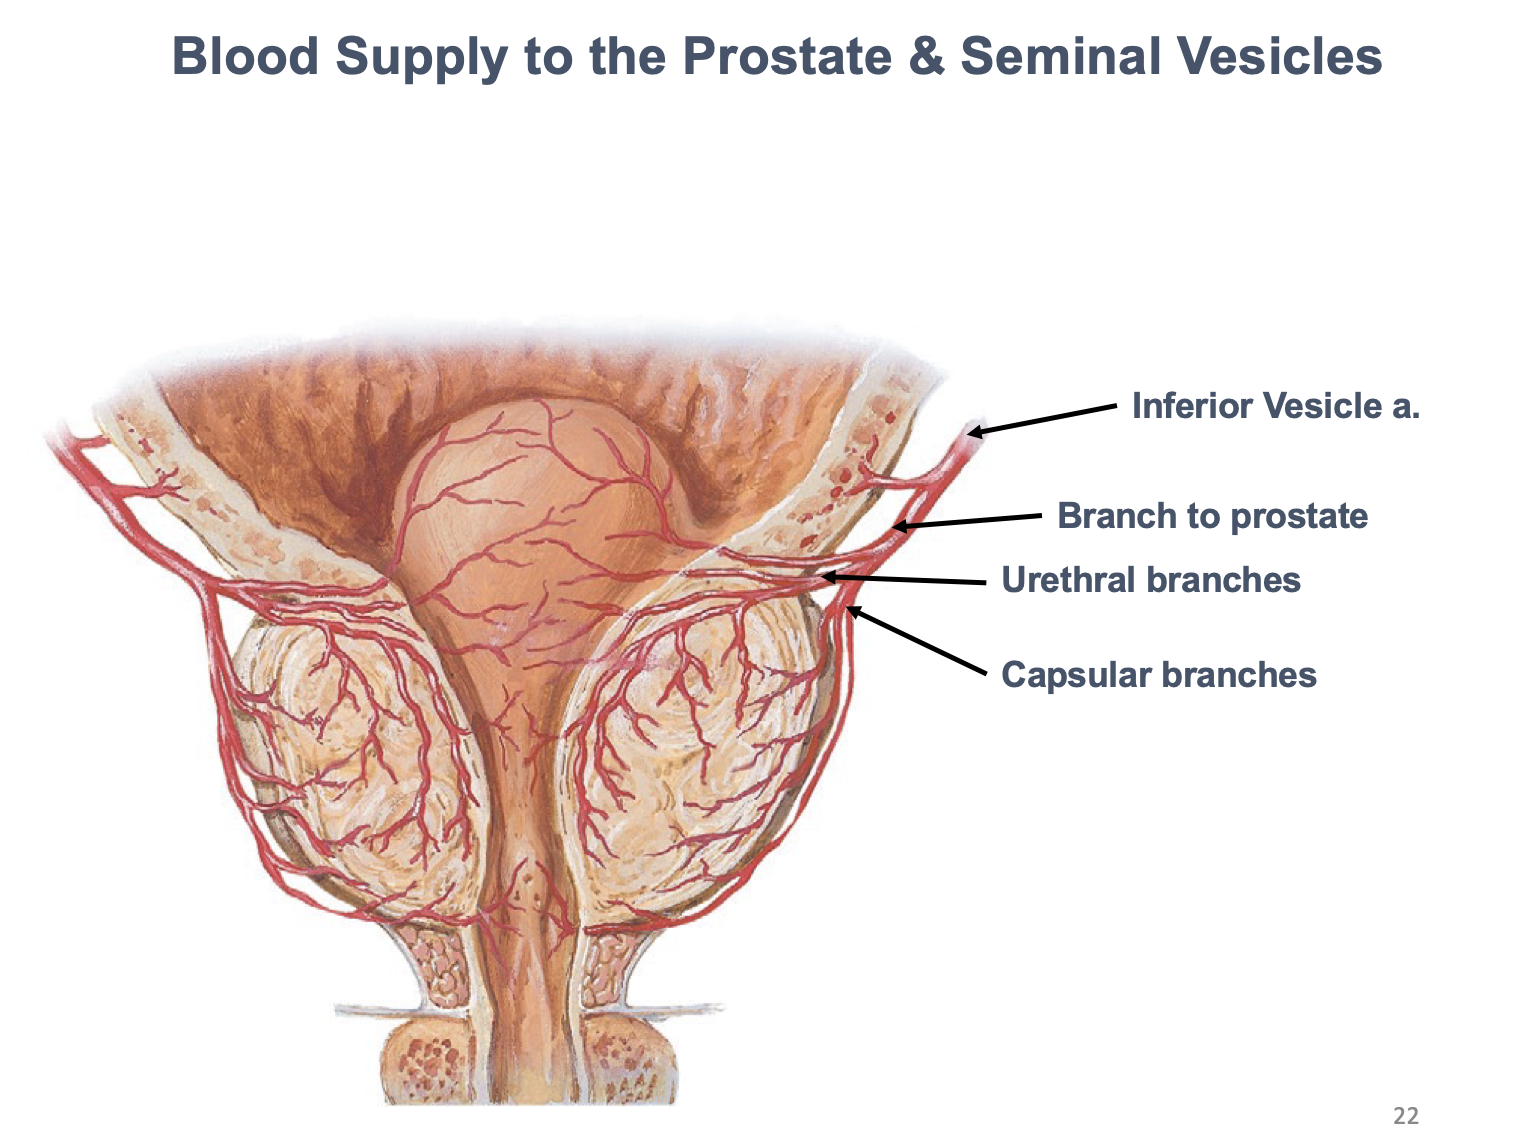 Blood Supply to the Prostate & Seminal Vesicles
Inferior Vesicle a.
Branch to prostate
Urethral branches
Capsular branches
22